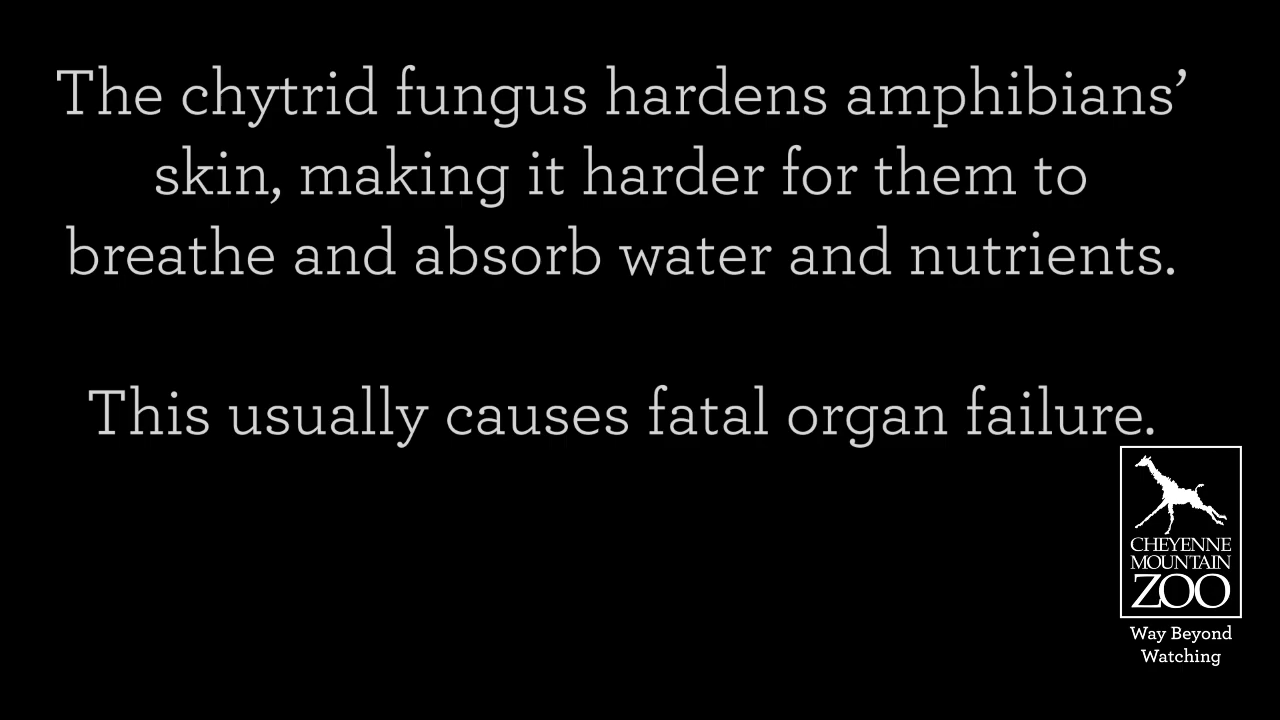 The chytrid fungus hardens amphibians’
skin, making it harder for them to
breathe and absorb water and nutrients.
This usually causes fatal organ failure.
CHEYENNE
MOUNTAIN
ZOO
Way Beyond
Watching